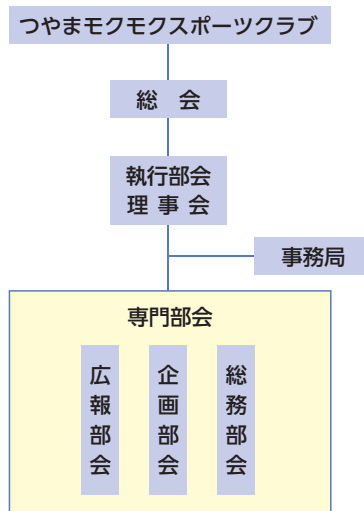 つやまモクモクスポーツクラブ
総　会
執行部会
理 事 会
事務局
専門部会
広報部会
企画部会
総務部会